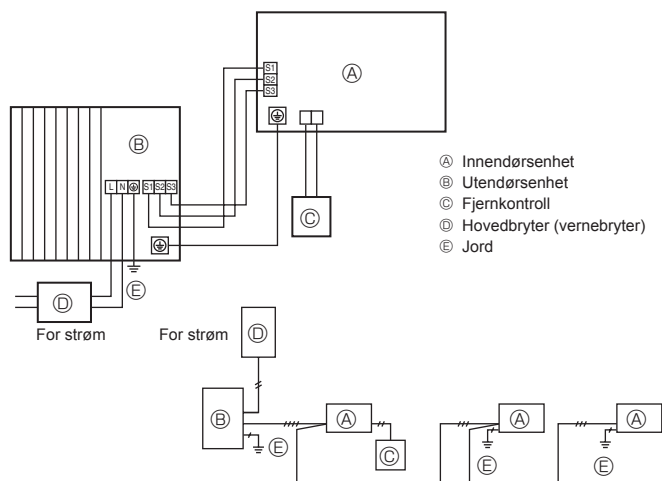 S1
S2
S3
Ⓐ
Ⓑ
L N S1 S2 S3
Ⓒ
Ⓐ Innendørsenhet
Ⓑ Utendørsenhet
Ⓒ Fjernkontroll
Ⓓ Hovedbryter (vernebryter)
Ⓔ Jord
Ⓔ
Ⓓ
For strøm
For strøm
Ⓓ
Ⓑ
Ⓐ
Ⓐ
Ⓐ
Ⓔ
Ⓒ
Ⓔ
Ⓔ